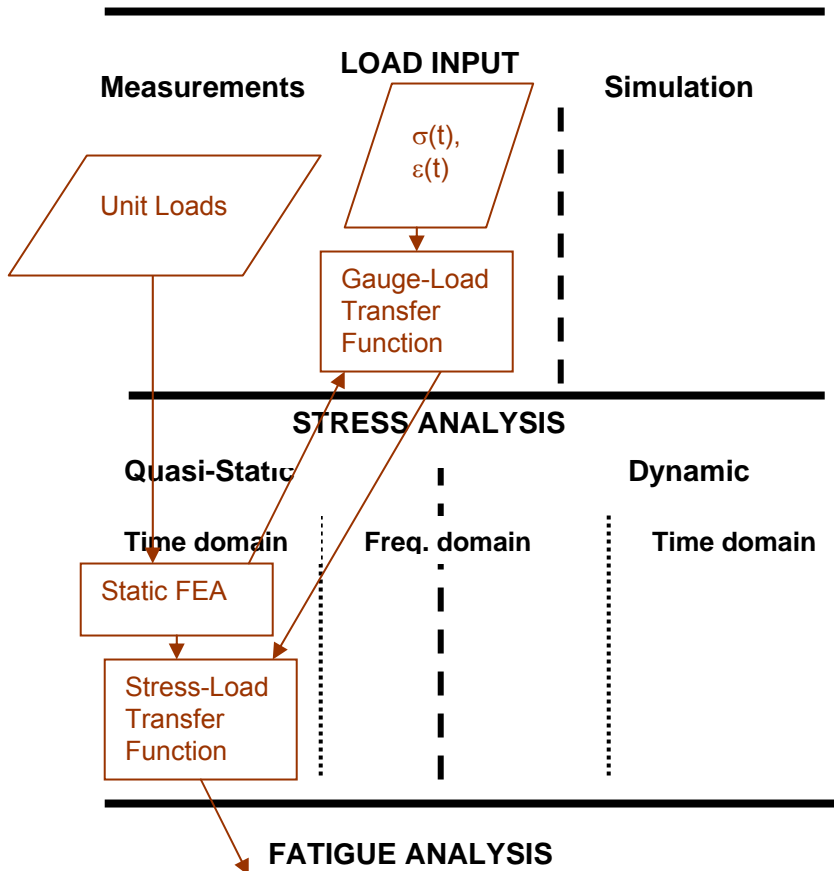 LOAD INPUT
Measurements
Simulation
σ(t),
ε(t)
Unit Loads
Gauge-Load
Transfer
Function
STRESS ANALYSIS
Quasi-Static
Dynamic
Time domain
Freq. domain
Time domain
Static FEA
Stress-Load
Transfer
Function
FATIGUE ANALYSIS